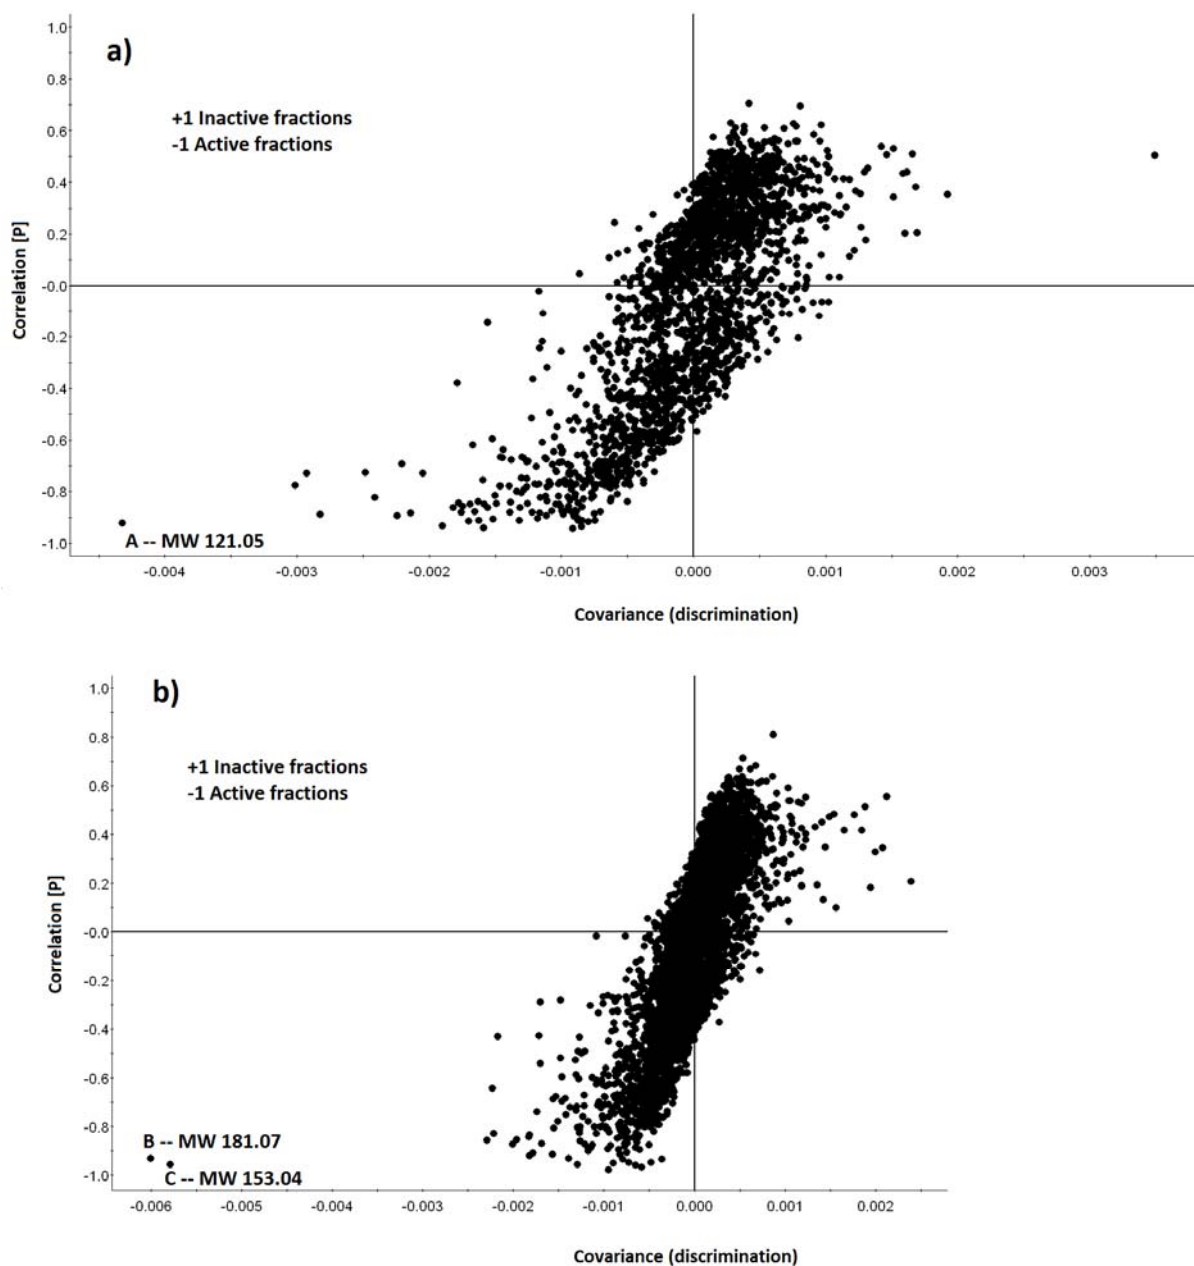 a)
+1 Inactive fractions
-1 Active fractions
1.0
0.8
0.6
0.4
0.2
-0.0
-0.2
-0.4
-0.6
-0.8
-1.0
Correlation [P]
A -- MW 121.05
-0.004 -0.003 -0.002 -0.001 0.000 0.001 0.002 0.003
Covariance (discrimination)
b)
+1 Inactive fractions
-1 Active fractions
1.0
0.8
0.6
0.4
0.2
-0.0
-0.2
-0.4
-0.6
-0.8
-1.0
Correlation [P]
B -- MW 181.07
C -- MW 153.04
-0.006 -0.005 -0.004 -0.003 -0.002 -0.001 0.000 0.001 0.002
Covariance (discrimination)